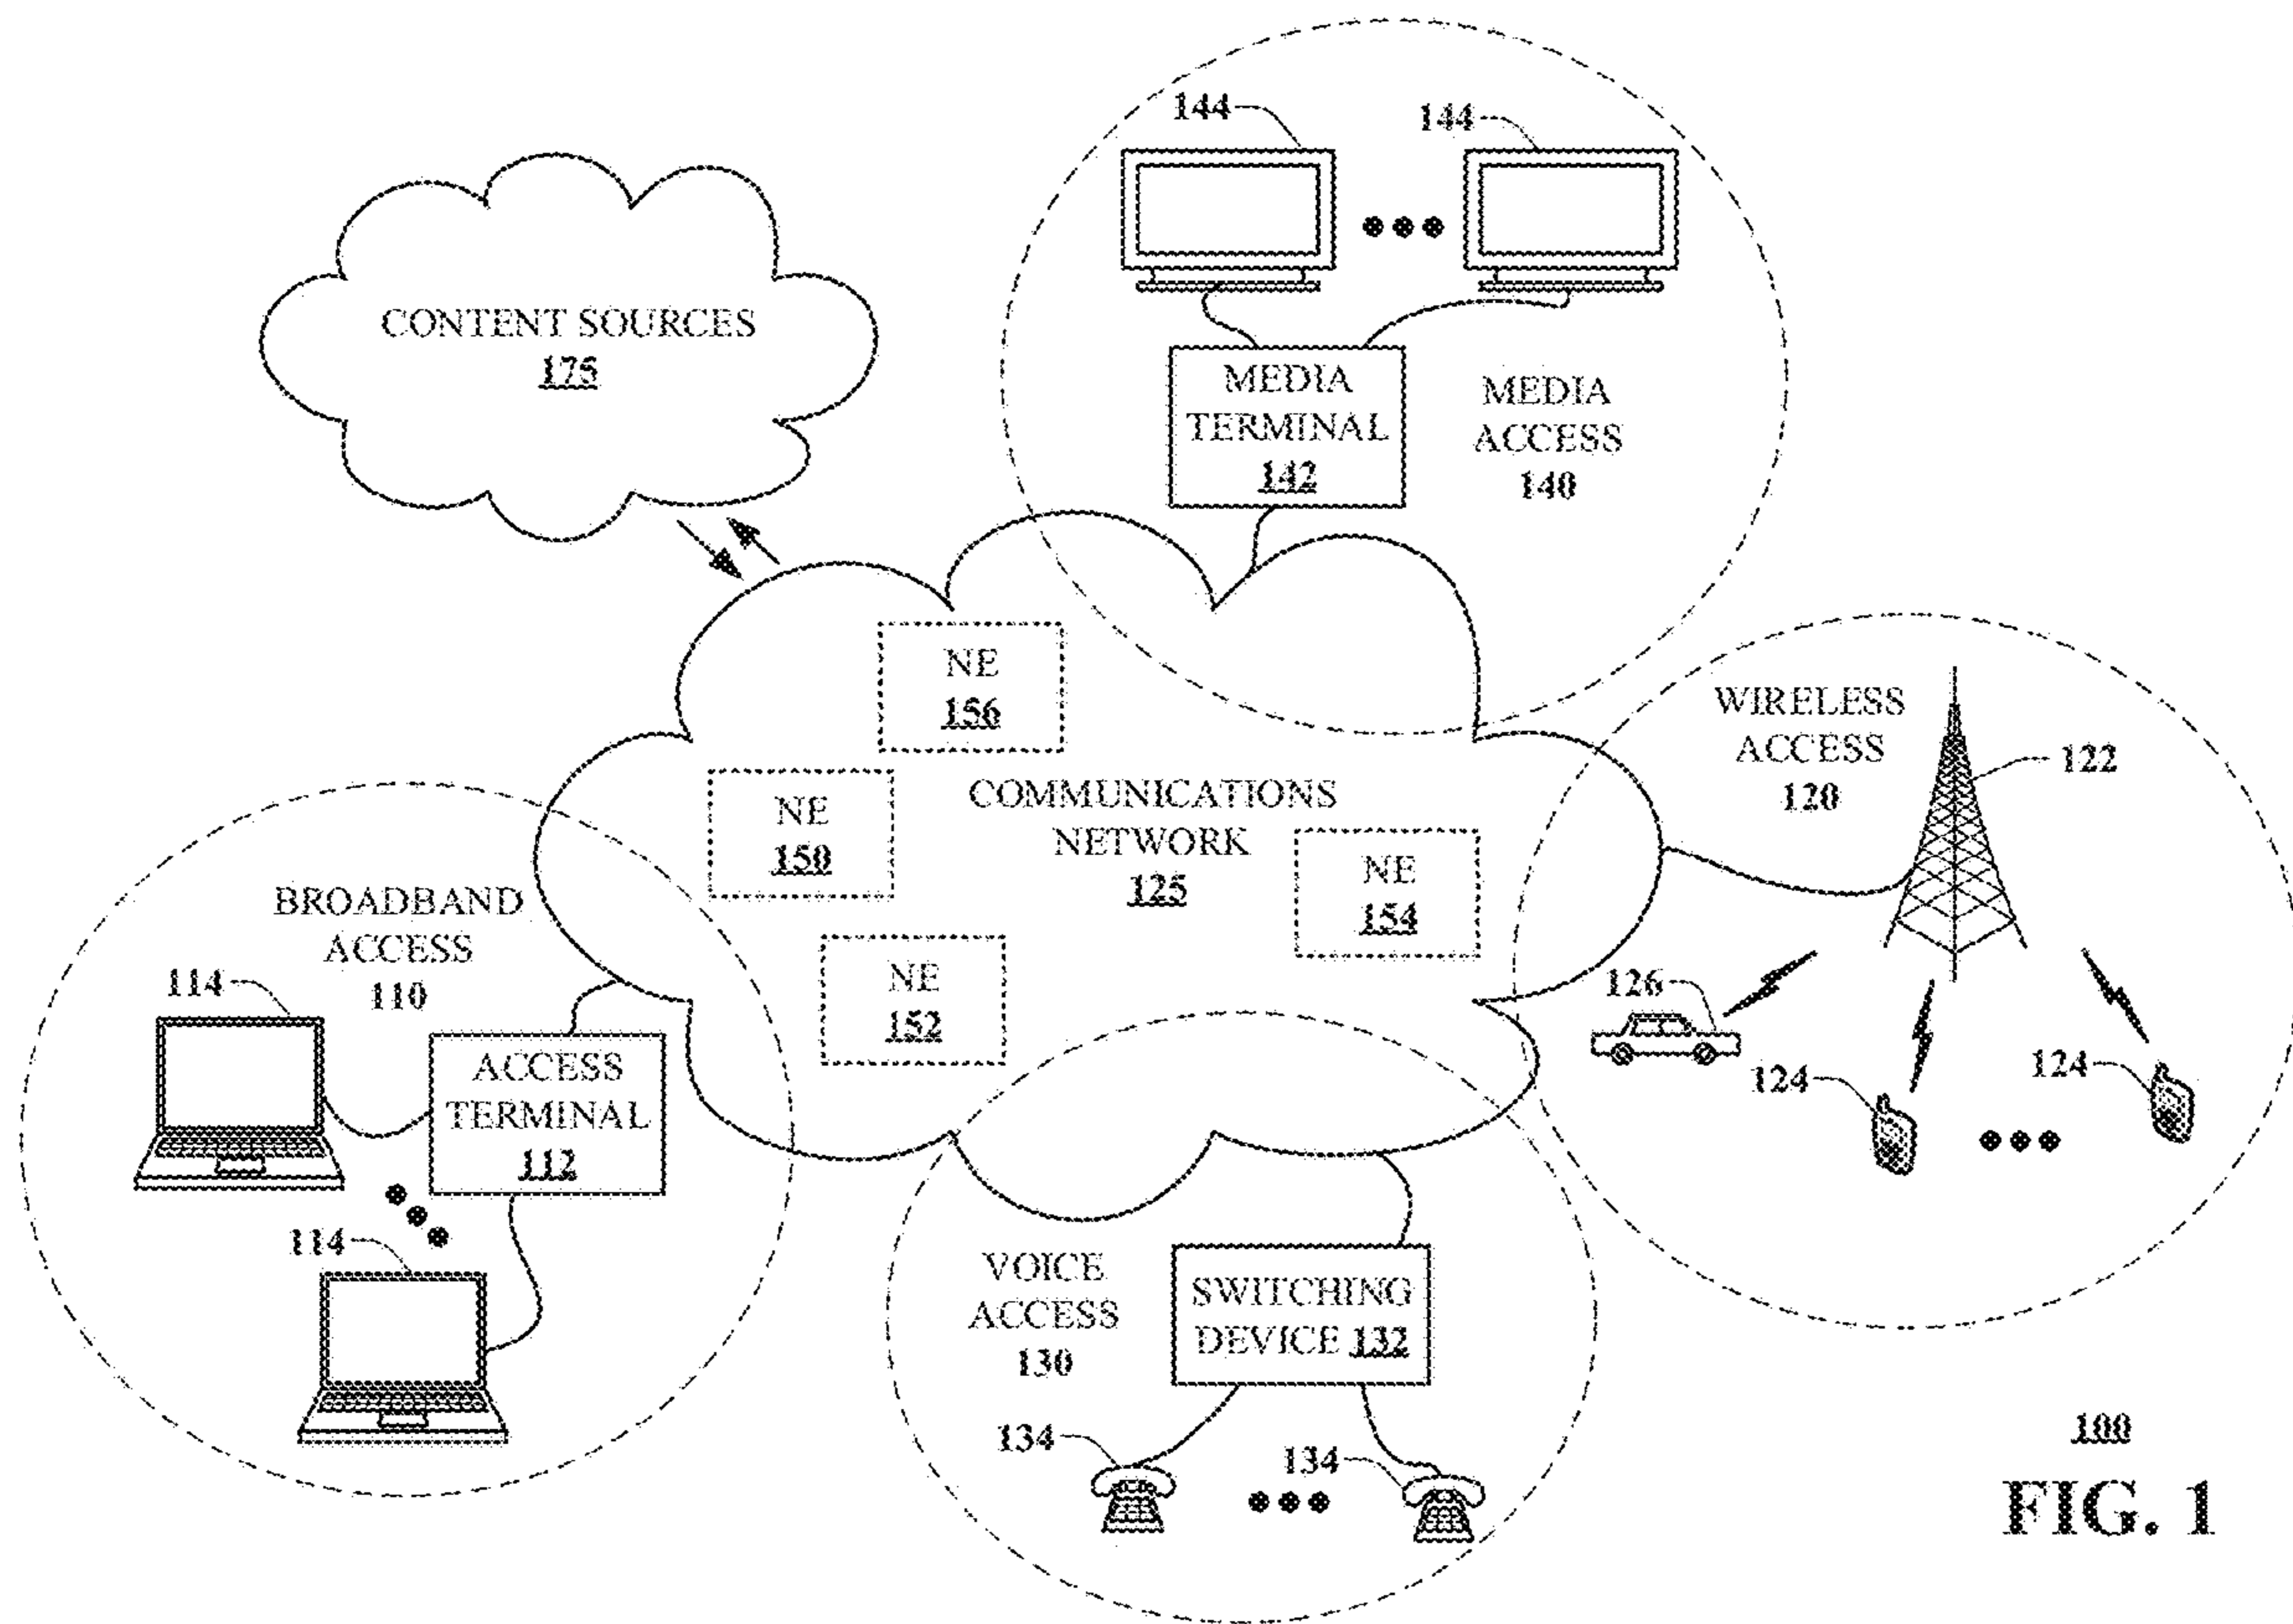 144
144
CONTENT SOURCES
175
MEDIA
TERMINAL
142
MEDIA
ACCESS
140
NE
156
WIRELESS
ACCESS
120
122
NE
150
COMMUNICATIONS
NETWORK
125
NE
154
BROADBAND
ACCESS
110
114
NE
152
126
124
124
ACCESS
TERMINAL
112
114
VOICE
ACCESS
130
SWITCHING
DEVICE 132
134
134
100
FIG. 1